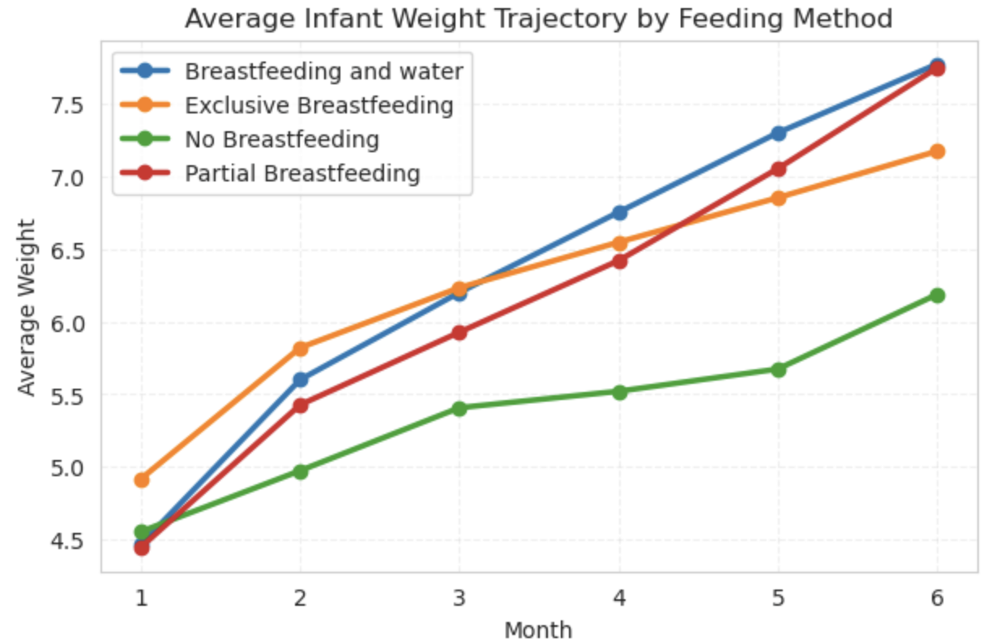 Average Infant Weight Trajectory by Feeding Method
Breastfeeding and water
Exclusive Breastfeeding
No Breastfeeding
Partial Breastfeeding
Average Weight
7.5
7.0
6.5
6.0
5.5
5.0
4.5
1 2 3 4 5 6
Month